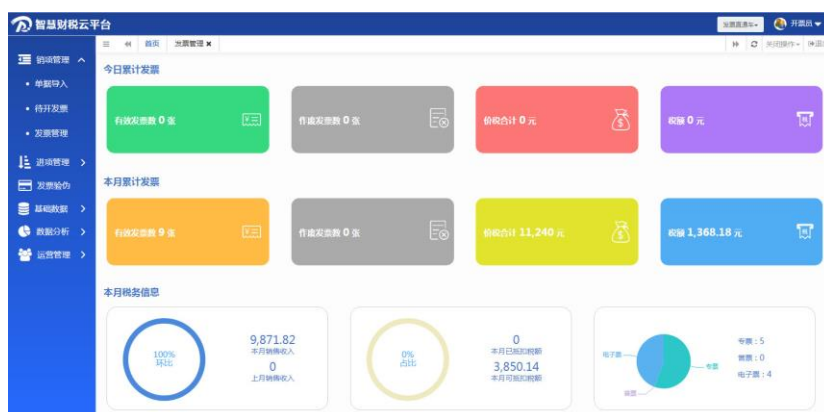 智慧财税云平台
开票员
首页 发票管理
关闭操作
销项管理
单据导入
待开发票
发票管理
进项管理
发票验伪
基础数据
数据分析
运营管理
今日累计发票
有效发票数 0 张
作废发票数 0 张
价税合计 0 元
税额 0 元
本月累计发票
有效发票数 9 张
作废发票数 0 张
价税合计 11,240 元
税额 1,368.18 元
本月税务信息
100%
环比
9,871.82
本月销售收入
0
上月销售收入
0%
占比
0
本月已抵扣税额
3,850.14
本月可抵扣税额
电子票
专票
专票：5
普票：0
电子票：4